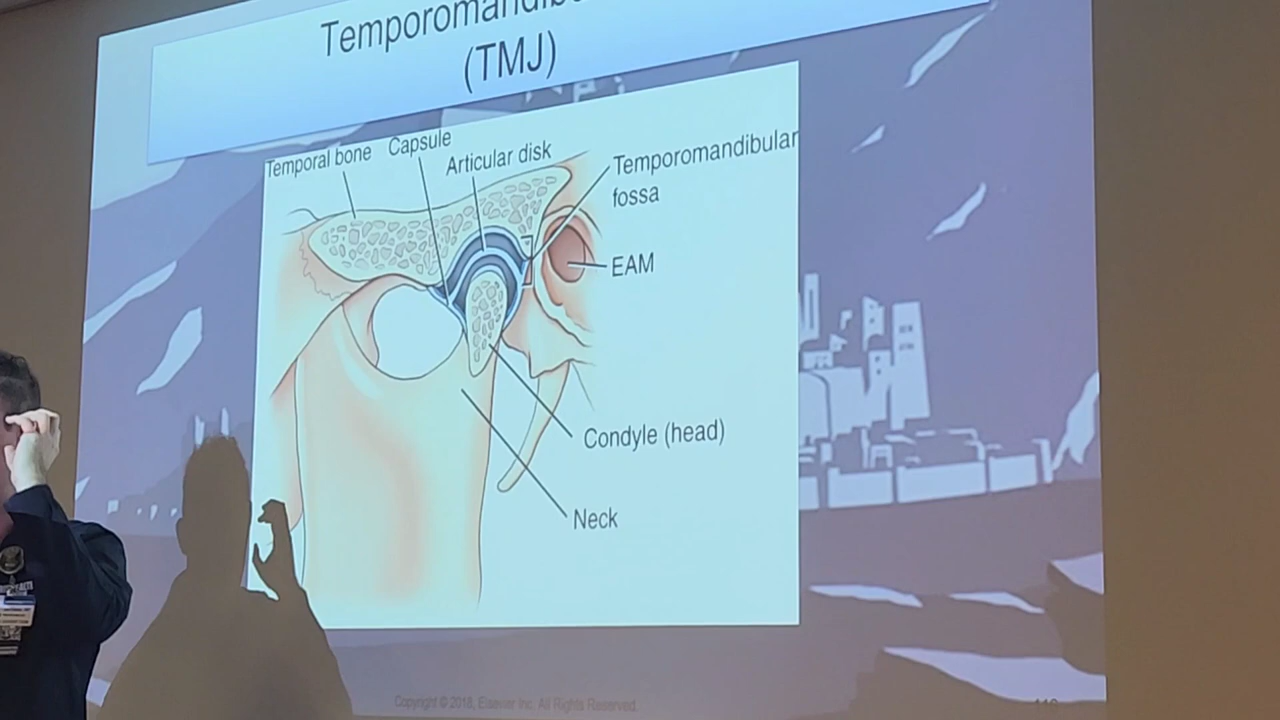 (TMJ)
Temporal bone
Capsule
Articular disk
Temporomandibular
fossa
EAM
Condyle (head)
Neck
Copyright © 2018, Elsevier Inc. All Rights Reserved.